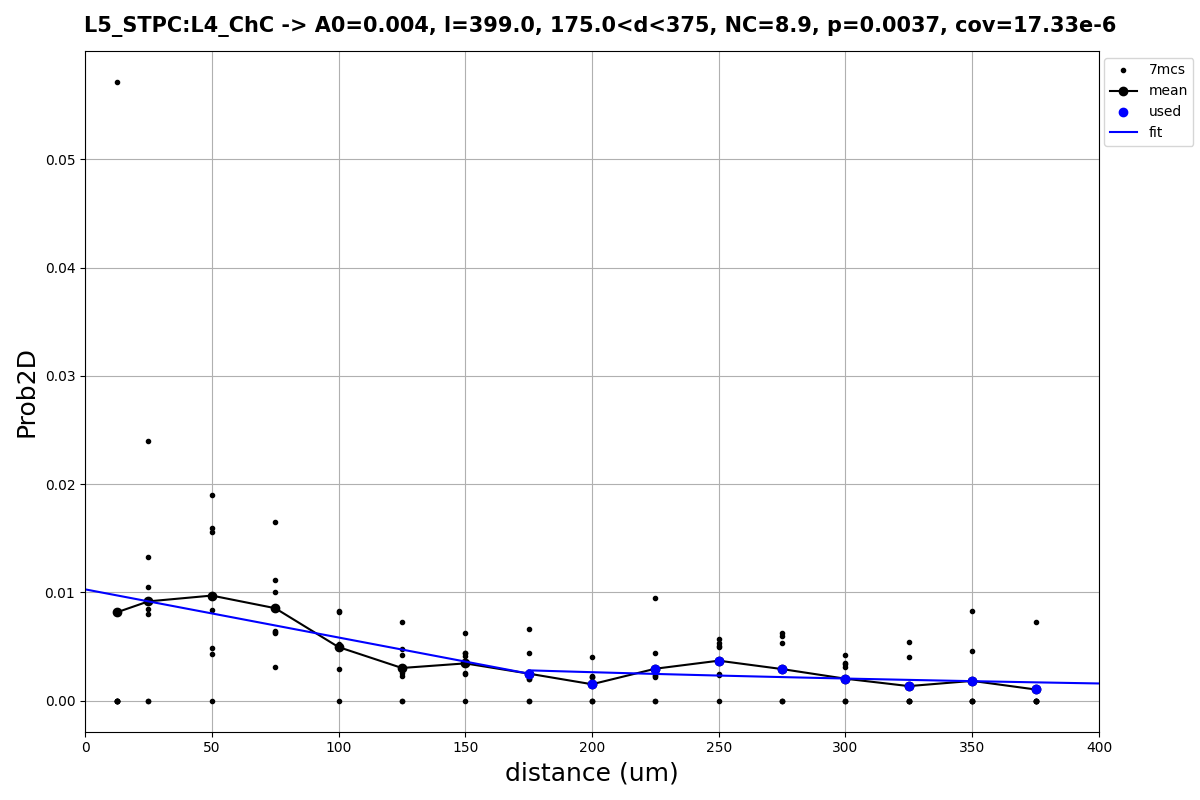 L5_STPC:L4_ChC -> A0=0.004, l=399.0, 175.0<d<375, NC=8.9, p=0.0037, cov=17.33e-6
7mcs
mean
used
fit
Prob2D
0.05
0.04
0.03
0.02
0.01
0.00
0 50 100 150 200 250 300 350 400
distance (um)